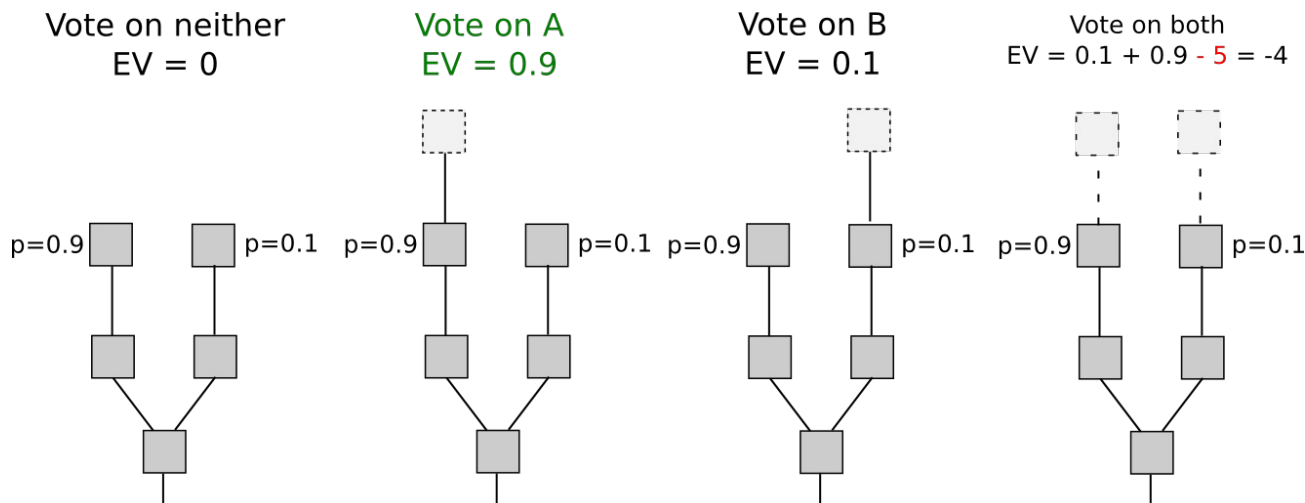 Vote on neither
EV = 0
Vote on A
EV = 0.9
Vote on B
EV = 0.1
Vote on both
EV = 0.1 + 0.9 - 5 = -4
p=0.9
p=0.1
p=0.9
p=0.1
p=0.9
p=0.1
p=0.9
p=0.1